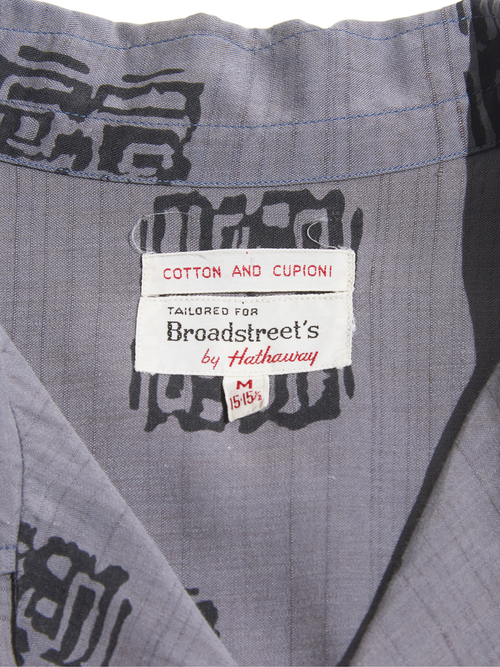 COTTON AND CUPIONI
TAILORED FOR
Broadstreet's
by Hathaway
M
15-15½